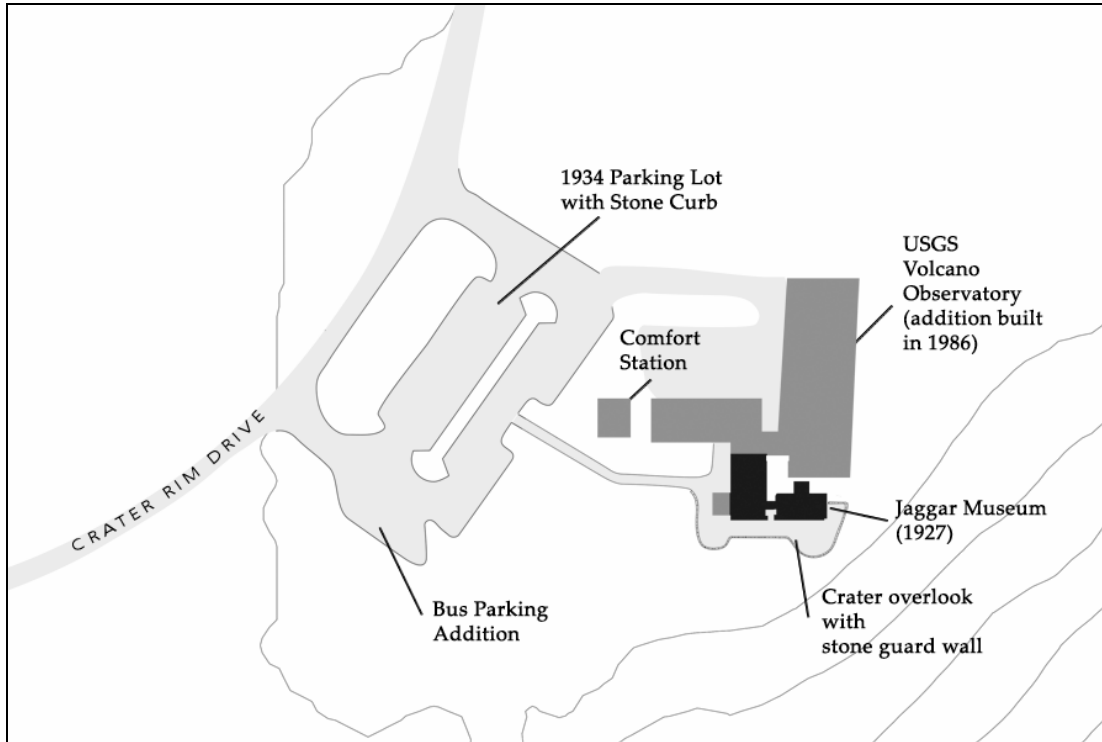 1934 Parking Lot
with Stone Curb
USGS
Volcano
Observatory
(addition built
in 1986)
Comfort
Station
CRATER RIM DRIVE
Jaggar Museum
(1927)
Bus Parking
Addition
Crater overlook
with
stone guard wall